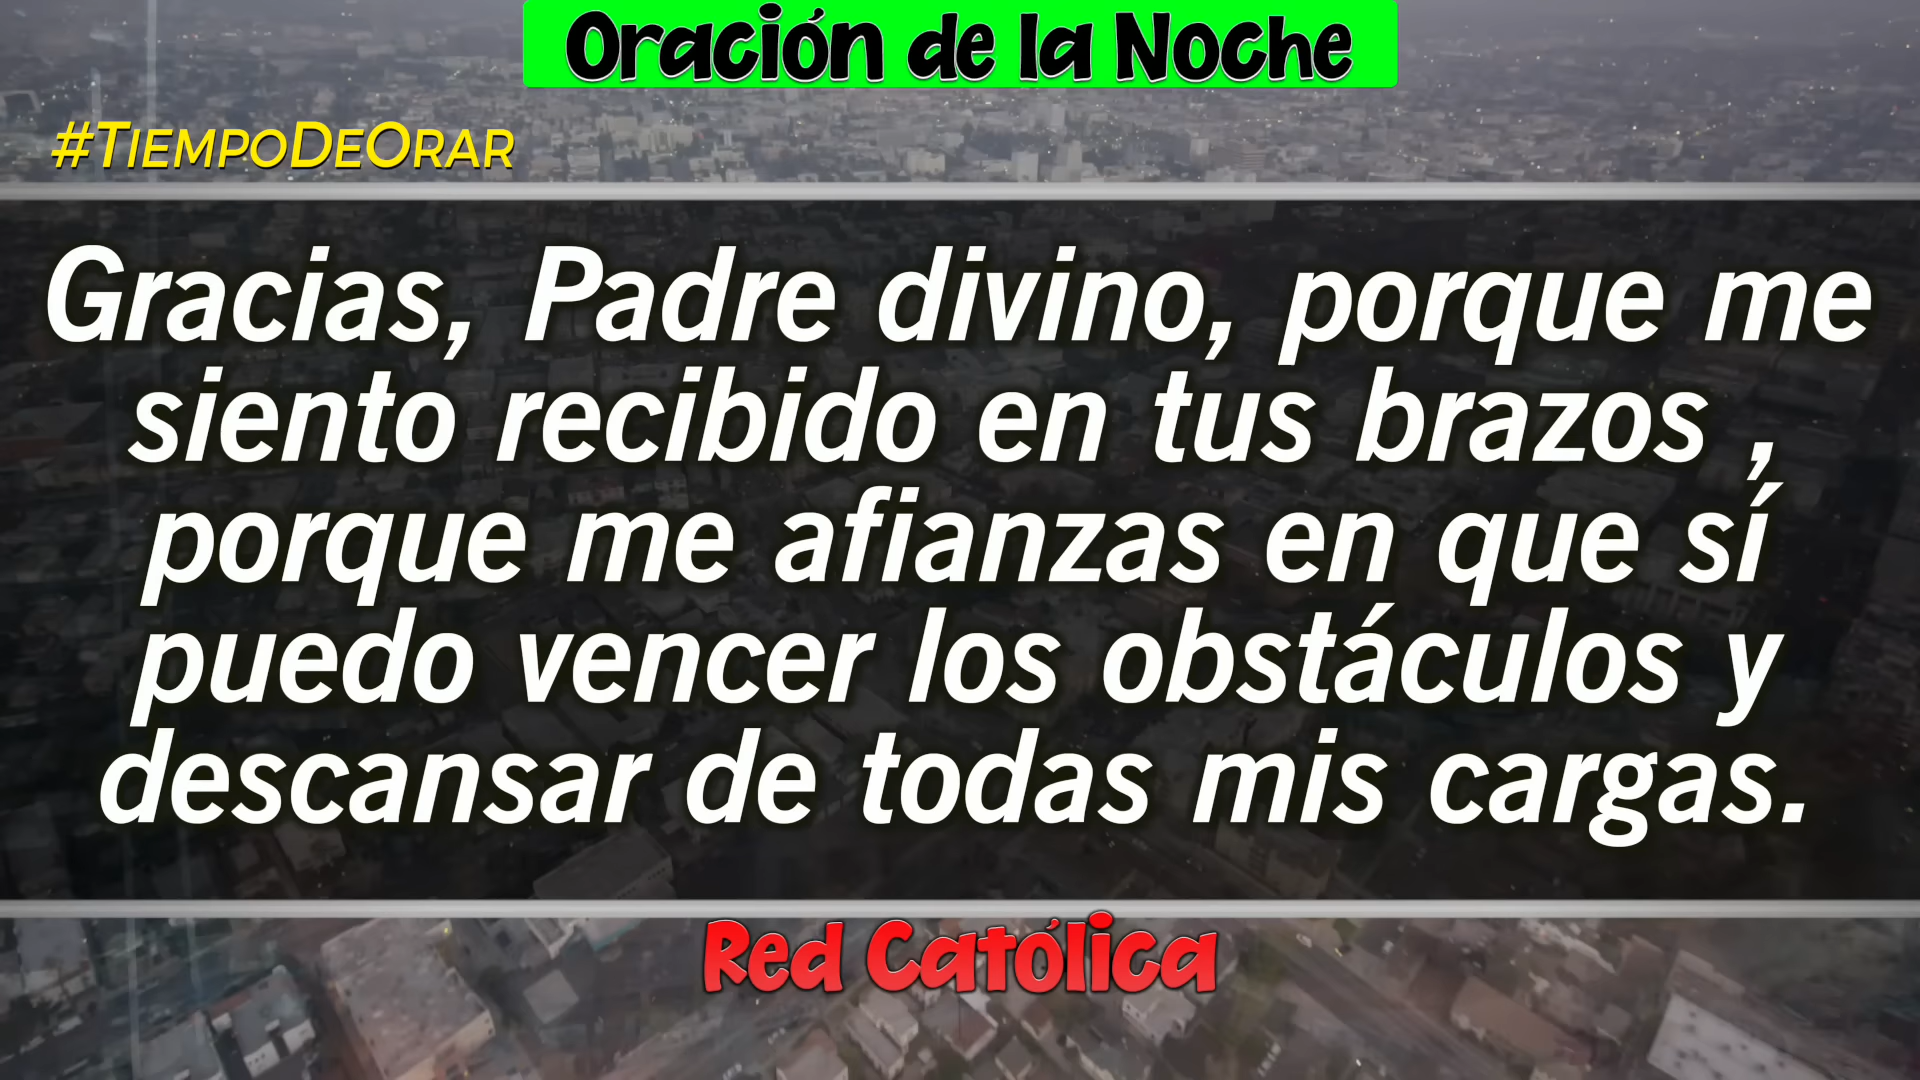 Oración de la Noche
#TiempoDeOrar
Gracias, Padre divino, porque me
siento recibido en tus brazos ,
porque me afianzas en que sí
puedo vencer los obstáculos y
descansar de todas mis cargas.
Red Católica